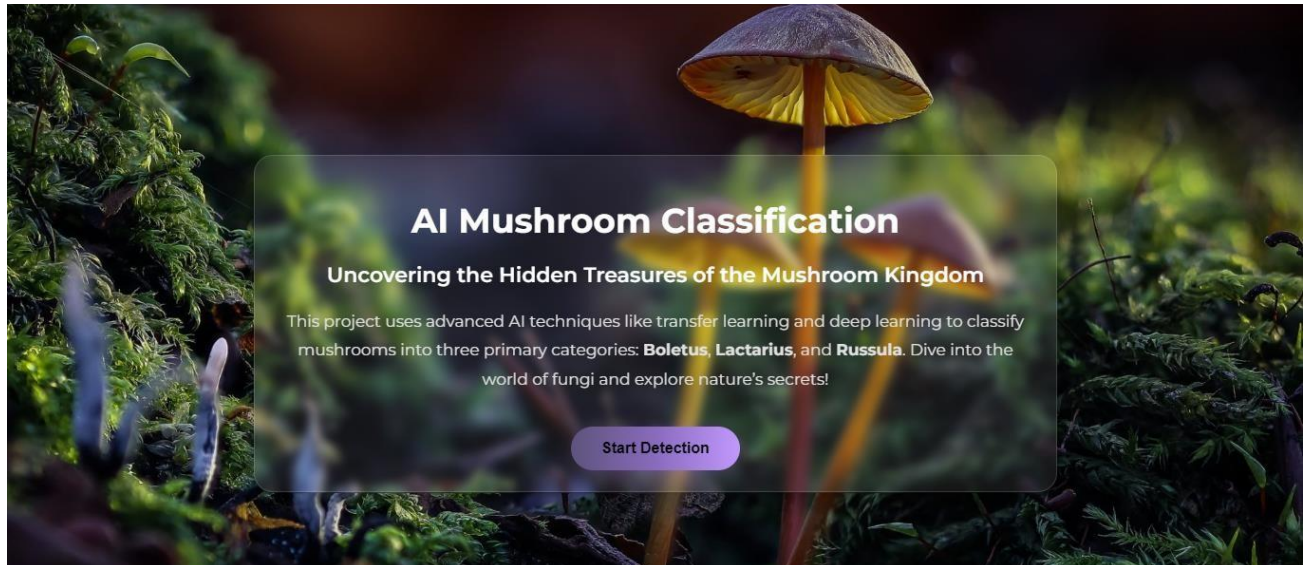 AI Mushroom Classification
Uncovering the Hidden Treasures of the Mushroom Kingdom
This project uses advanced AI techniques like transfer learning and deep learning to classify
mushrooms into three primary categories: Boletus, Lactarius, and Russula. Dive into the
world of fungi and explore nature’s secrets!
Start Detection